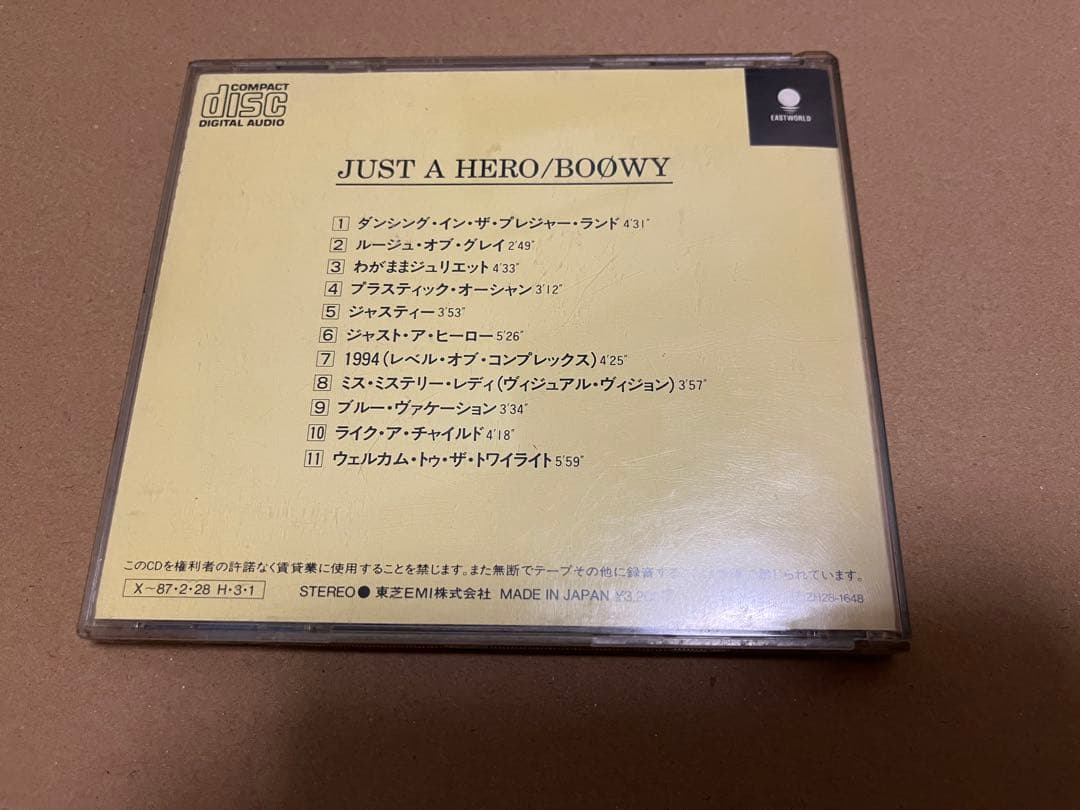 COMPACT
disc
DIGITAL AUDIO
EASTWORLD
JUST A HERO/BOØWY
1 ダンシング・イン・ザ・プレジャー・ランド 4'31"
2 ルージュ・オブ・グレイ 2'49"
3 わがままジュリエット 4'33"
4 プラスティック・オーシャン 3'12"
5 ジャスティー 3'53"
6 ジャスト・ア・ヒーロー 5'26"
7 1994(レベル・オブ・コンプレックス) 4'25"
8 ミス・ミステリー・レディ(ヴィジュアル・ヴィジョン) 3'57"
9 ブルー・ヴァケーション 3'34"
10 ライク・ア・チャイルド 4'18"
11 ウェルカム・トゥ・ザ・トワイライト 5'59"
このCDを権利者の許諾なく賃貸業に使用することを禁じます。また無断でテープその他に録音する じられています。
X～87・2・28 H・3・1
STEREO● 東芝EMI株式会社 MADE IN JAPAN ¥3,20 28-1648